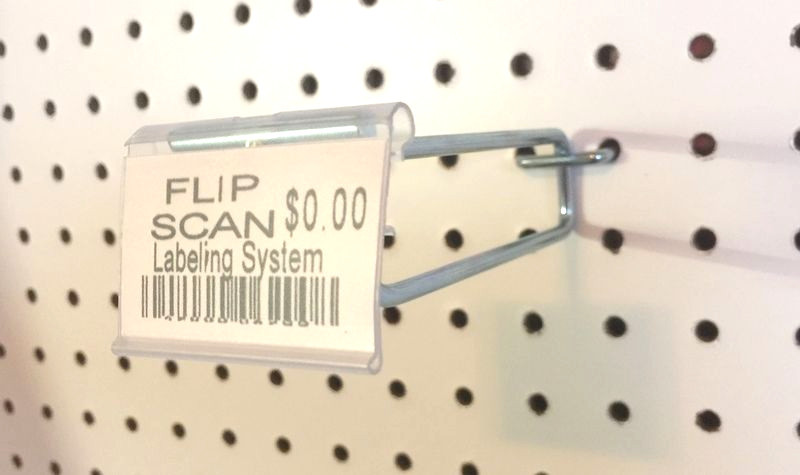 FLIP
SCAN $0.00
Labeling System